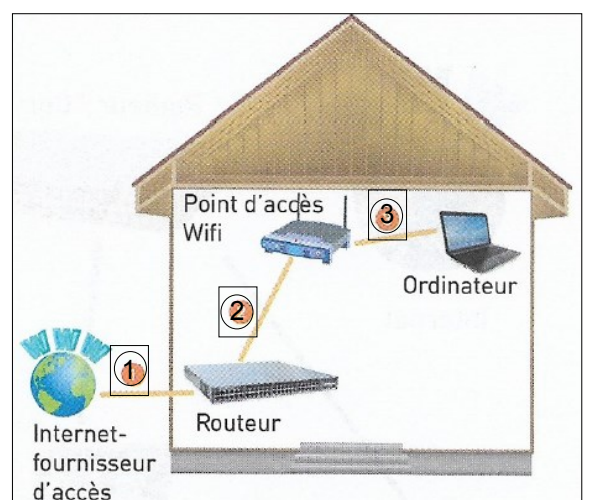 Point d'accès
Wifi
3
Ordinateur
2
W W W
1
Routeur
Internet-
fournisseur
d'accès